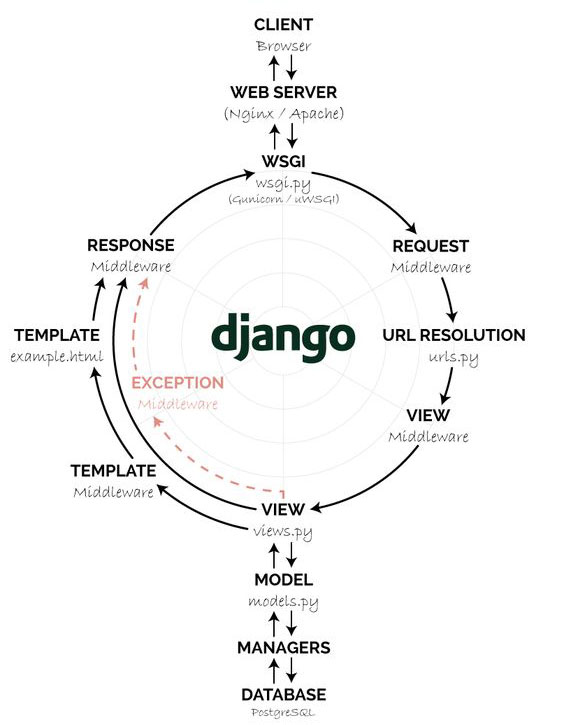 CLIENT
Browser
WEB SERVER
(Nginx / Apache)
WSGI
wsgi.py
(Gunicorn / uWSGI)
RESPONSE
Middleware
REQUEST
Middleware
TEMPLATE
example.html
django
URL RESOLUTION
urls.py
EXCEPTION
Middleware
VIEW
Middleware
TEMPLATE
Middleware
VIEW
views.py
MODEL
models.py
MANAGERS
DATABASE
PostgreSQL